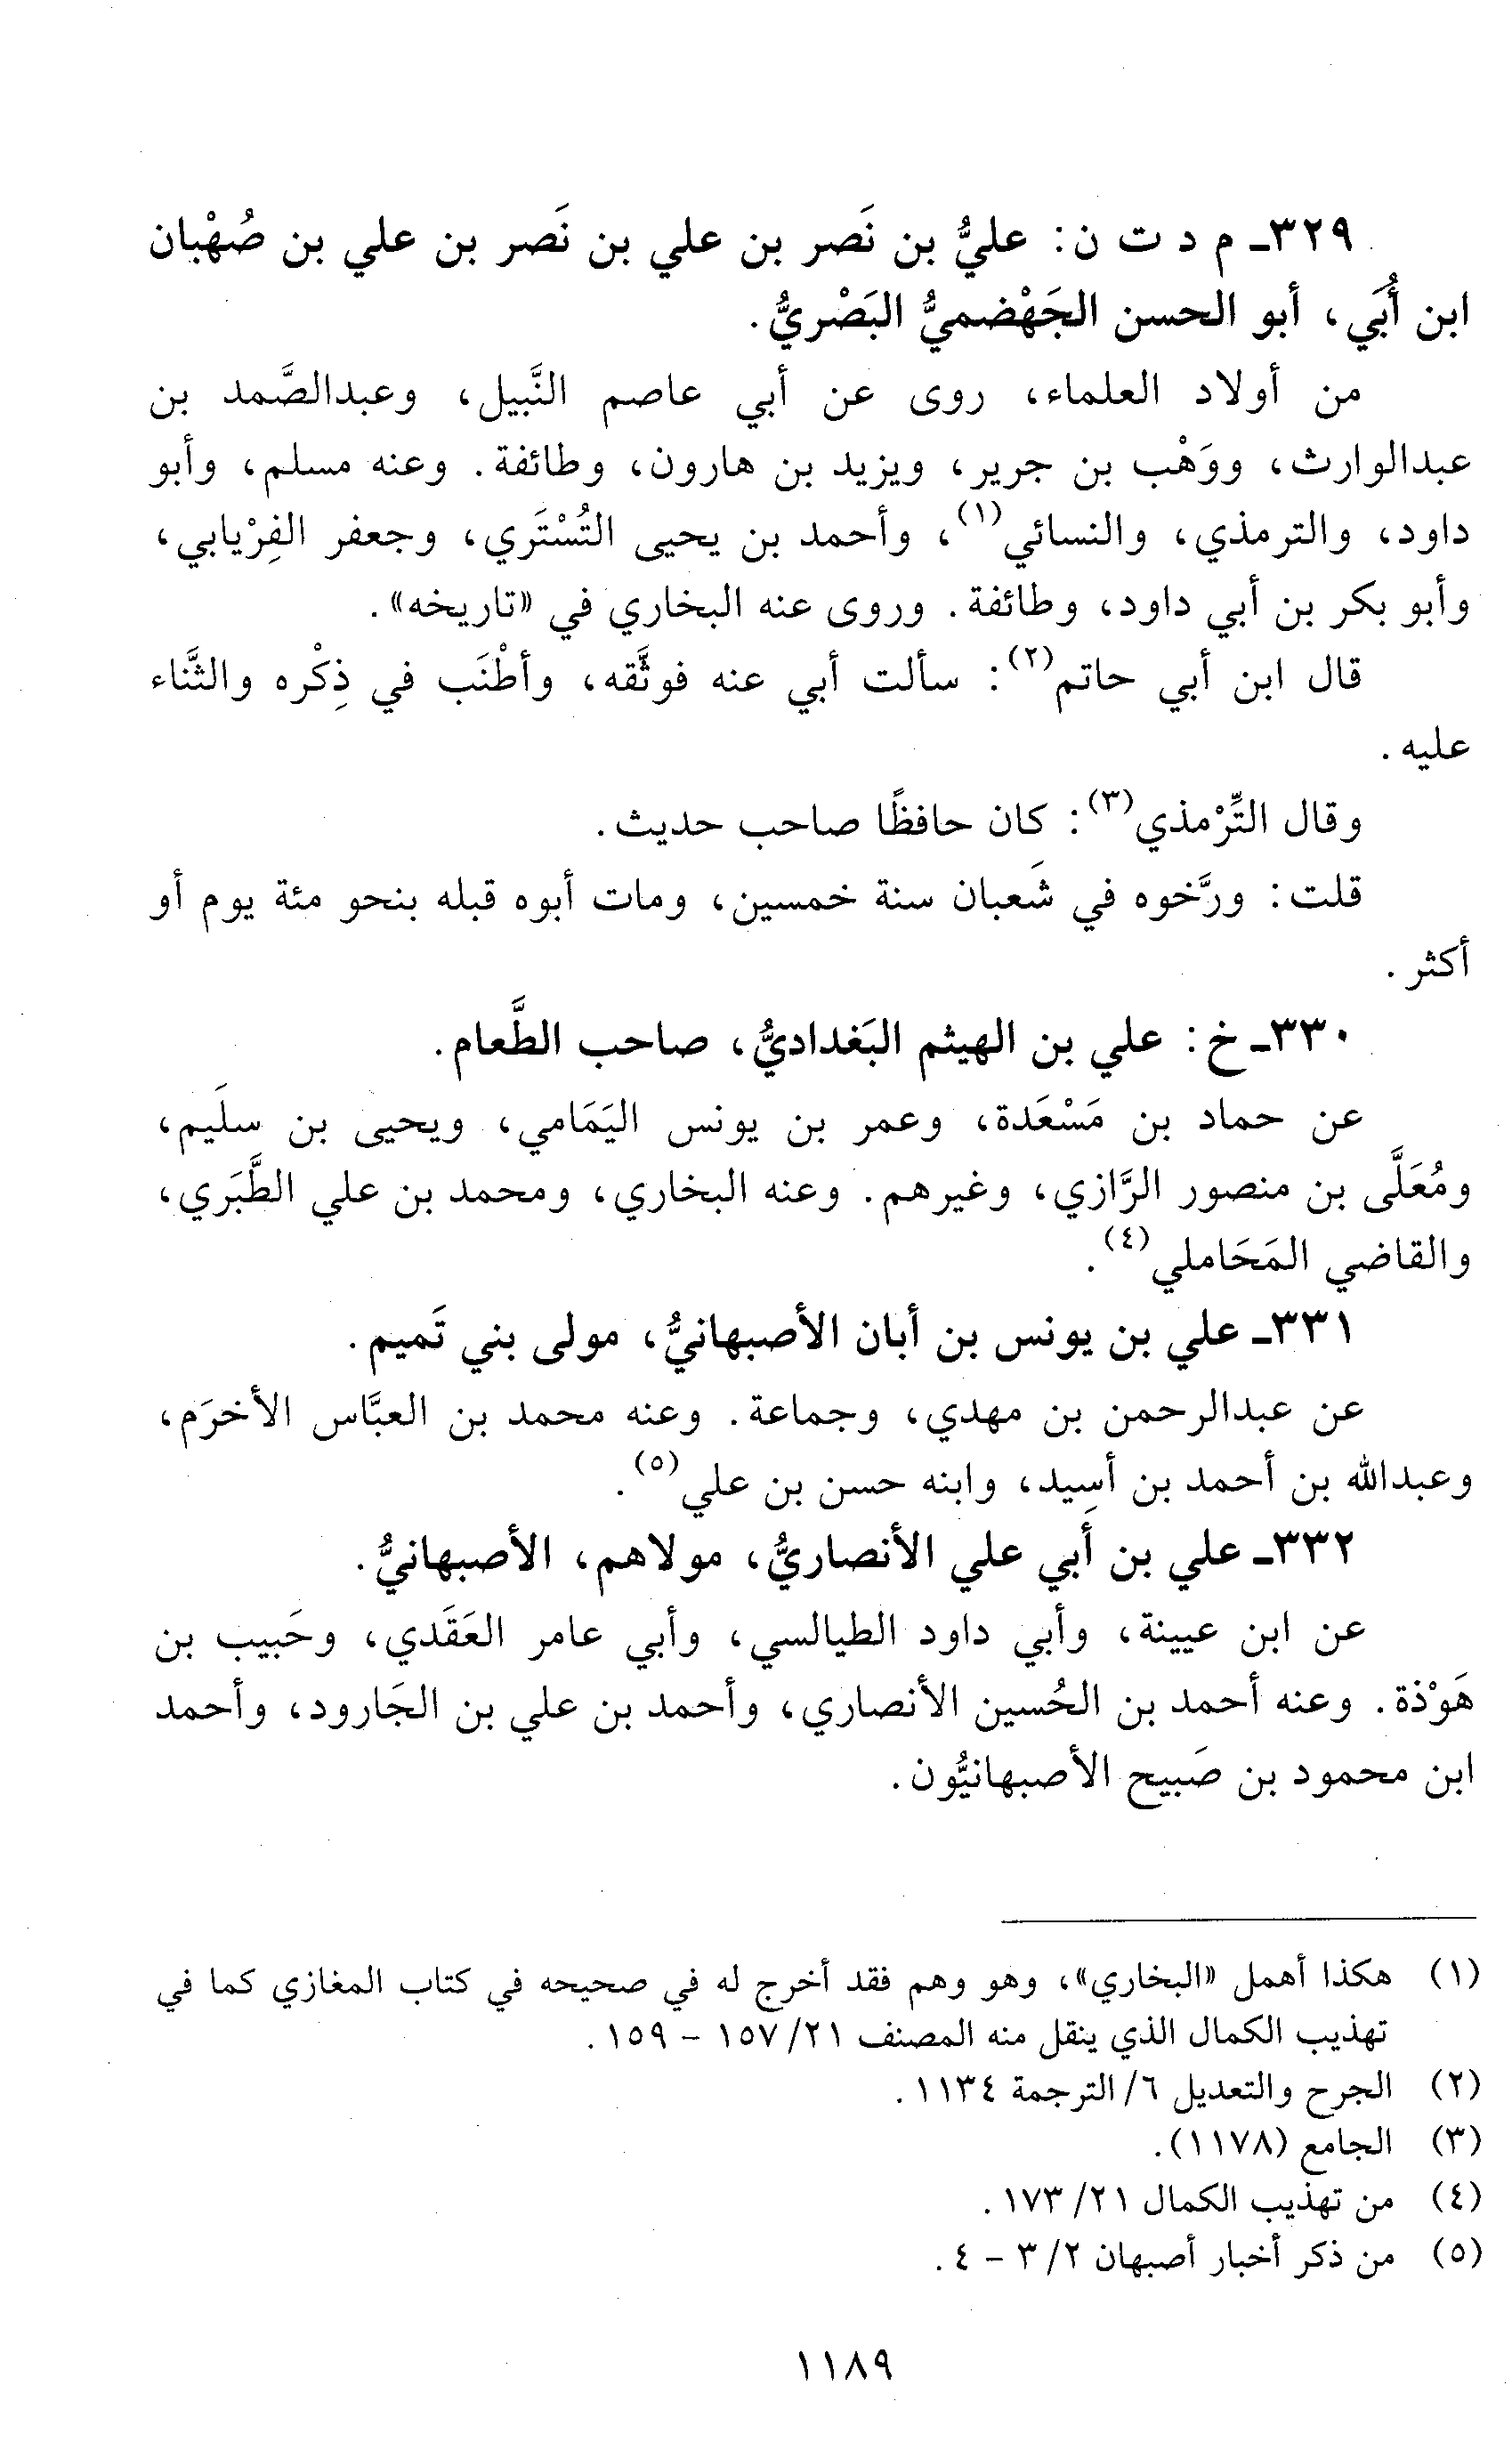 ٣٢٩ـ م د ت ن: عليُّ بن نَصر بن علي بن نَصر بن علي بن صُهْبان
ابن أُبَي، أبو الحسن الجَهْضميُّ البَصْريُّ.
من أولاد العلماء، روى عن أبي عاصم النَّبيل، وعبدالصَّمد بن
عبدالوارث، ووَهْب بن جرير، ويزيد بن هارون، وطائفة. وعنه مسلم، وأبو
داود، والترمذي، والنسائي(١)، وأحمد بن يحيى التُسْتَري، وجعفر الفِرْيابي،
وأبو بكر بن أبي داود، وطائفة. وروى عنه البخاري في «تاريخه».
قال ابن أبي حاتم(٢): سألت أبي عنه فوثَّقه، وأطْنَب في ذِكْره والثَّناء
عليه.
وقال التِّرْمذي(٣): كان حافظًا صاحب حديث.
قلت: ورَّخوه في شَعبان سنة خمسين، ومات أبوه قبله بنحو مئة يوم أو
أكثر.
٣٣٠ـ خ: علي بن الهيثم البَغداديُّ، صاحب الطَّعام.
عن حماد بن مَسْعَدة، وعمر بن يونس اليَمَامي، ويحيى بن سلَيم،
ومُعَلَّى بن منصور الرَّازي، وغيرهم. وعنه البخاري، ومحمد بن علي الطَّبَري،
والقاضي المَحَاملي(٤).
٣٣١ـ علي بن يونس بن أبان الأصبهانيُّ، مولى بني تَميم.
عن عبدالرحمن بن مهدي، وجماعة. وعنه محمد بن العبَّاس الأخرَم،
وعبدالله بن أحمد بن أسِيد، وابنه حسن بن علي(٥).
٣٣٢ـ علي بن أبي علي الأنصاريُّ، مولاهم، الأصبهانيُّ.
عن ابن عيينة، وأبي داود الطيالسي، وأبي عامر العَقَدي، وحَبيب بن
هَوْذة. وعنه أحمد بن الحُسين الأنصاري، وأحمد بن علي بن الجَارود، وأحمد
ابن محمود بن صَبيح الأصبهانيُّون.
(١) هكذا أهمل «البخاري»، وهو وهم فقد أخرج له في صحيحه في كتاب المغازي كما في
تهذيب الكمال الذي ينقل منه المصنف ٢١/ ١٥٧ – ١٥٩.
(٢) الجرح والتعديل ٦/ الترجمة ١١٣٤.
(٣) الجامع (١١٧٨).
(٤) من تهذيب الكمال ٢١/ ١٧٣.
(٥) من ذكر أخبار أصبهان ٢/ ٣ – ٤.
١١٨٩